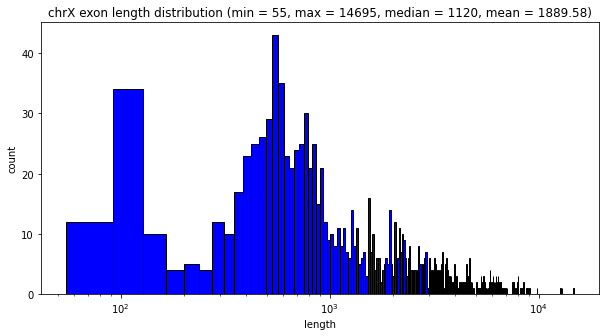 chrX exon length distribution (min = 55, max = 14695, median = 1120, mean = 1889.58)
40
30
20
10
0
count
10² 10³ 10⁴
length